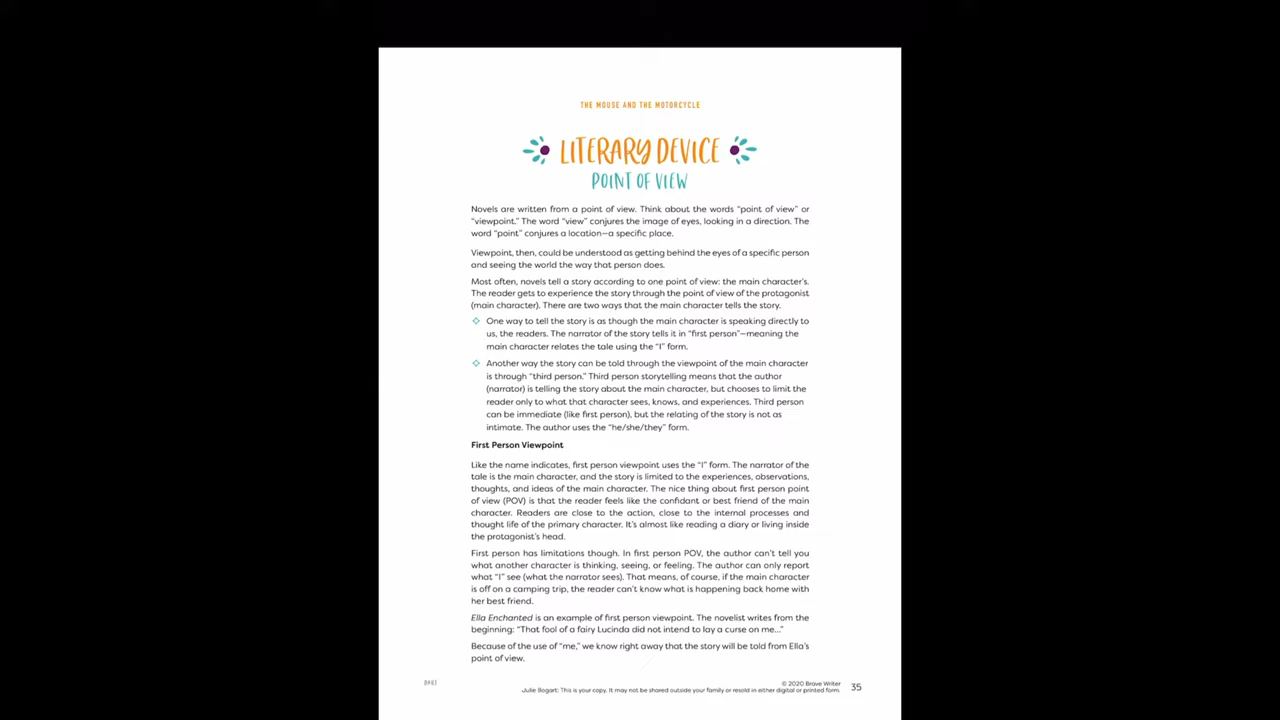 THE MOUSE AND THE MOTORCYCLE
LITERARY DEVICE
POINT OF VIEW
Novels are written from a point of view. Think about the words "point of view" or
"viewpoint." The word "view" conjures the image of eyes, looking in a direction. The
word "point" conjures a location—a specific place.
Viewpoint, then, could be understood as getting behind the eyes of a specific person
and seeing the world the way that person does.
Most often, novels tell a story according to one point of view: the main character's.
The reader gets to experience the story through the point of view of the protagonist
(main character). There are two ways that the main character tells the story.
One way to tell the story is as though the main character is speaking directly to
us, the readers. The narrator of the story tells it in "first person"—meaning the
main character relates the tale using the "I" form.
Another way the story can be told through the viewpoint of the main character
is through "third person." Third person storytelling means that the author
(narrator) is telling the story about the main character, but chooses to limit the
reader only to what that character sees, knows, and experiences. Third person
can be immediate (like first person), but the relating of the story is not as
intimate. The author uses the "he/she/they" form.
First Person Viewpoint
Like the name indicates, first person viewpoint uses the "I" form. The narrator of the
tale is the main character, and the story is limited to the experiences, observations,
thoughts, and ideas of the main character. The nice thing about first person point
of view (POV) is that the reader feels like the confidant or best friend of the main
character. Readers are close to the action, close to the internal processes and
thought life of the primary character. It's almost like reading a diary or living inside
the protagonist's head.
First person has limitations though. In first person POV, the author can't tell you
what another character is thinking, seeing, or feeling. The author can only report
what "I" see (what the narrator sees). That means, of course, if the main character
is off on a camping trip, the reader can't know what is happening back home with
her best friend.
Ella Enchanted is an example of first person viewpoint. The novelist writes from the
beginning: "That fool of a fairy Lucinda did not intend to lay a curse on me..."
Because of the use of "me," we know right away that the story will be told from Ella's
point of view.
DART
© 2020 Brave Writer
Julie Bogart: This is your copy. It may not be shared outside your family or resold in either digital or printed form.
35